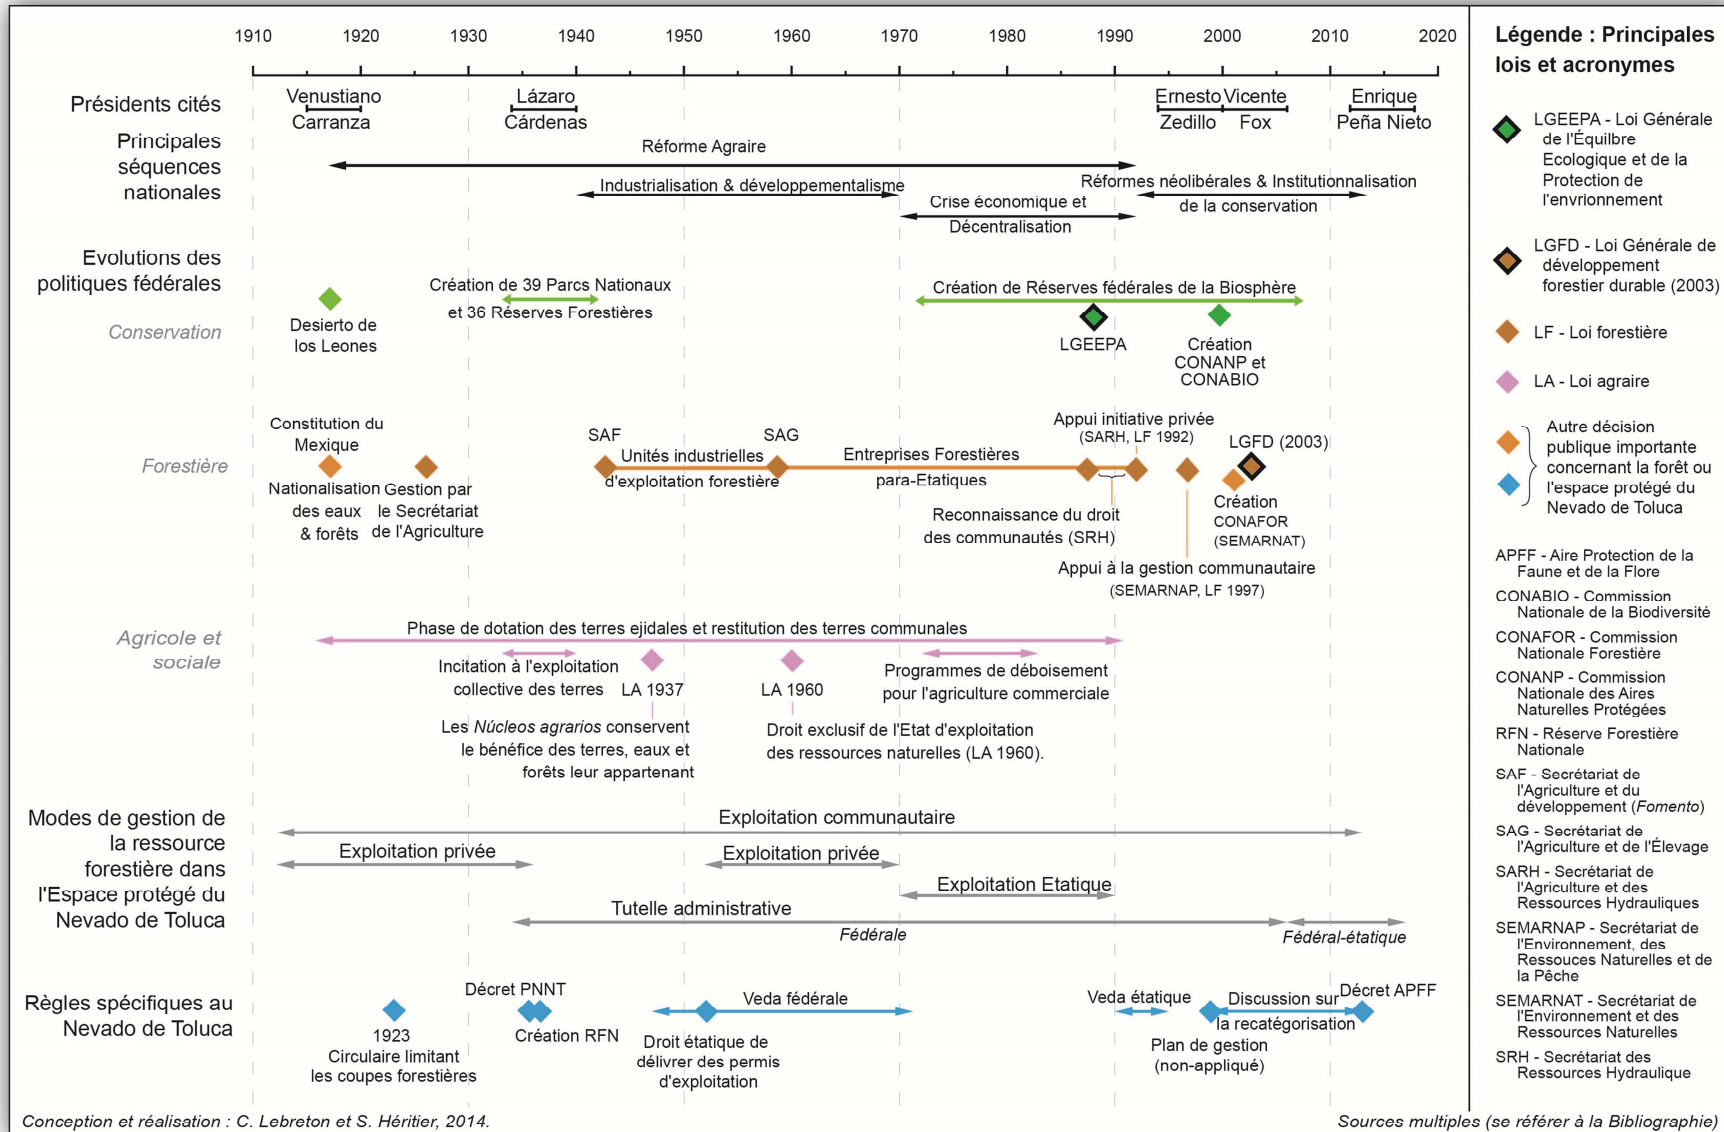 1910 1920 1930 1940 1950 1960 1970 1980 1990 2000 2010 2020
Présidents cités
Venustiano
Carranza
Lázaro
Cárdenas
Ernesto
Zedillo
Vicente
Fox
Enrique
Peña Nieto
Principales
séquences
nationales
Réforme Agraire
Industrialisation & développementalisme
Crise économique et
Décentralisation
Réformes néolibérales & Institutionnalisation
de la conservation
Evolutions des
politiques fédérales
Conservation
Desierto de
los Leones
Création de 39 Parcs Nationaux
et 36 Réserves Forestières
Création de Réserves fédérales de la Biosphère
LGEEPA
Création
CONANP et
CONABIO
Forestière
Constitution du
Mexique
Nationalisation
des eaux
& forêts
Gestion par
le Secrétariat
de l'Agriculture
SAF
Unités industrielles
d'exploitation forestière
SAG
Entreprises Forestières
para-Etatiques
Appui initiative privée
(SARH, LF 1992)
LGFD (2003)
Reconnaissance du droit
des communautés (SRH)
Création
CONAFOR
(SEMARNAT)
Appui à la gestion communautaire
(SEMARNAP, LF 1997)
Agricole et
sociale
Phase de dotation des terres ejidales et restitution des terres communales
Incitation à l'exploitation
collective des terres
LA 1937
Les Núcleos agrarios conservent
le bénéfice des terres, eaux et
forêts leur appartenant
LA 1960
Droit exclusif de l'Etat d'exploitation
des ressources naturelles (LA 1960).
Programmes de déboisement
pour l'agriculture commerciale
Modes de gestion de
la ressource
forestière dans
l'Espace protégé du
Nevado de Toluca
Exploitation communautaire
Exploitation privée
Exploitation privée
Exploitation Etatique
Tutelle administrative
Fédérale
Fédéral-étatique
Règles spécifiques au
Nevado de Toluca
1923
Circulaire limitant
les coupes forestières
Décret PNNT
Création RFN
Veda fédérale
Droit étatique de
délivrer des permis
d'exploitation
Veda étatique
Plan de gestion
(non-appliqué)
Discussion sur
la recatégorisation
Décret APFF
Conception et réalisation : C. Lebreton et S. Héritier, 2014.
Sources multiples (se référer à la Bibliographie)
Légende : Principales
lois et acronymes
LGEEPA - Loi Générale
de l'Équilbre
Ecologique et de la
Protection de
l'envrionnement
LGFD - Loi Générale de
développement
forestier durable (2003)
LF - Loi forestière
LA - Loi agraire
Autre décision
publique importante
concernant la forêt ou
l'espace protégé du
Nevado de Toluca
APFF - Aire Protection de la
Faune et de la Flore
CONABIO - Commission
Nationale de la Biodiversité
CONAFOR - Commission
Nationale Forestière
CONANP - Commission
Nationale des Aires
Naturelles Protégées
RFN - Réserve Forestière
Nationale
SAF - Secrétariat de
l'Agriculture et du
développement (Fomento)
SAG - Secrétariat de
l'Agriculture et de l'Élevage
SARH - Secrétariat de
l'Agriculture et des
Ressources Hydrauliques
SEMARNAP - Secrétariat de
l'Environnement, des
Ressouces Naturelles et de
la Pêche
SEMARNAT - Secrétariat de
l'Environnement et des
Ressources Naturelles
SRH - Secrétariat des
Ressources Hydraulique